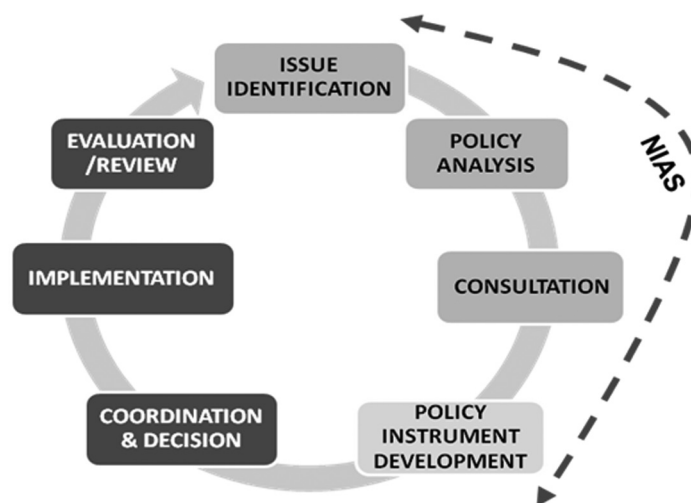 ISSUE
IDENTIFICATION
POLICY
ANALYSIS
NIAS
CONSULTATION
POLICY
INSTRUMENT
DEVELOPMENT
COORDINATION
& DECISION
IMPLEMENTATION
EVALUATION
/REVIEW